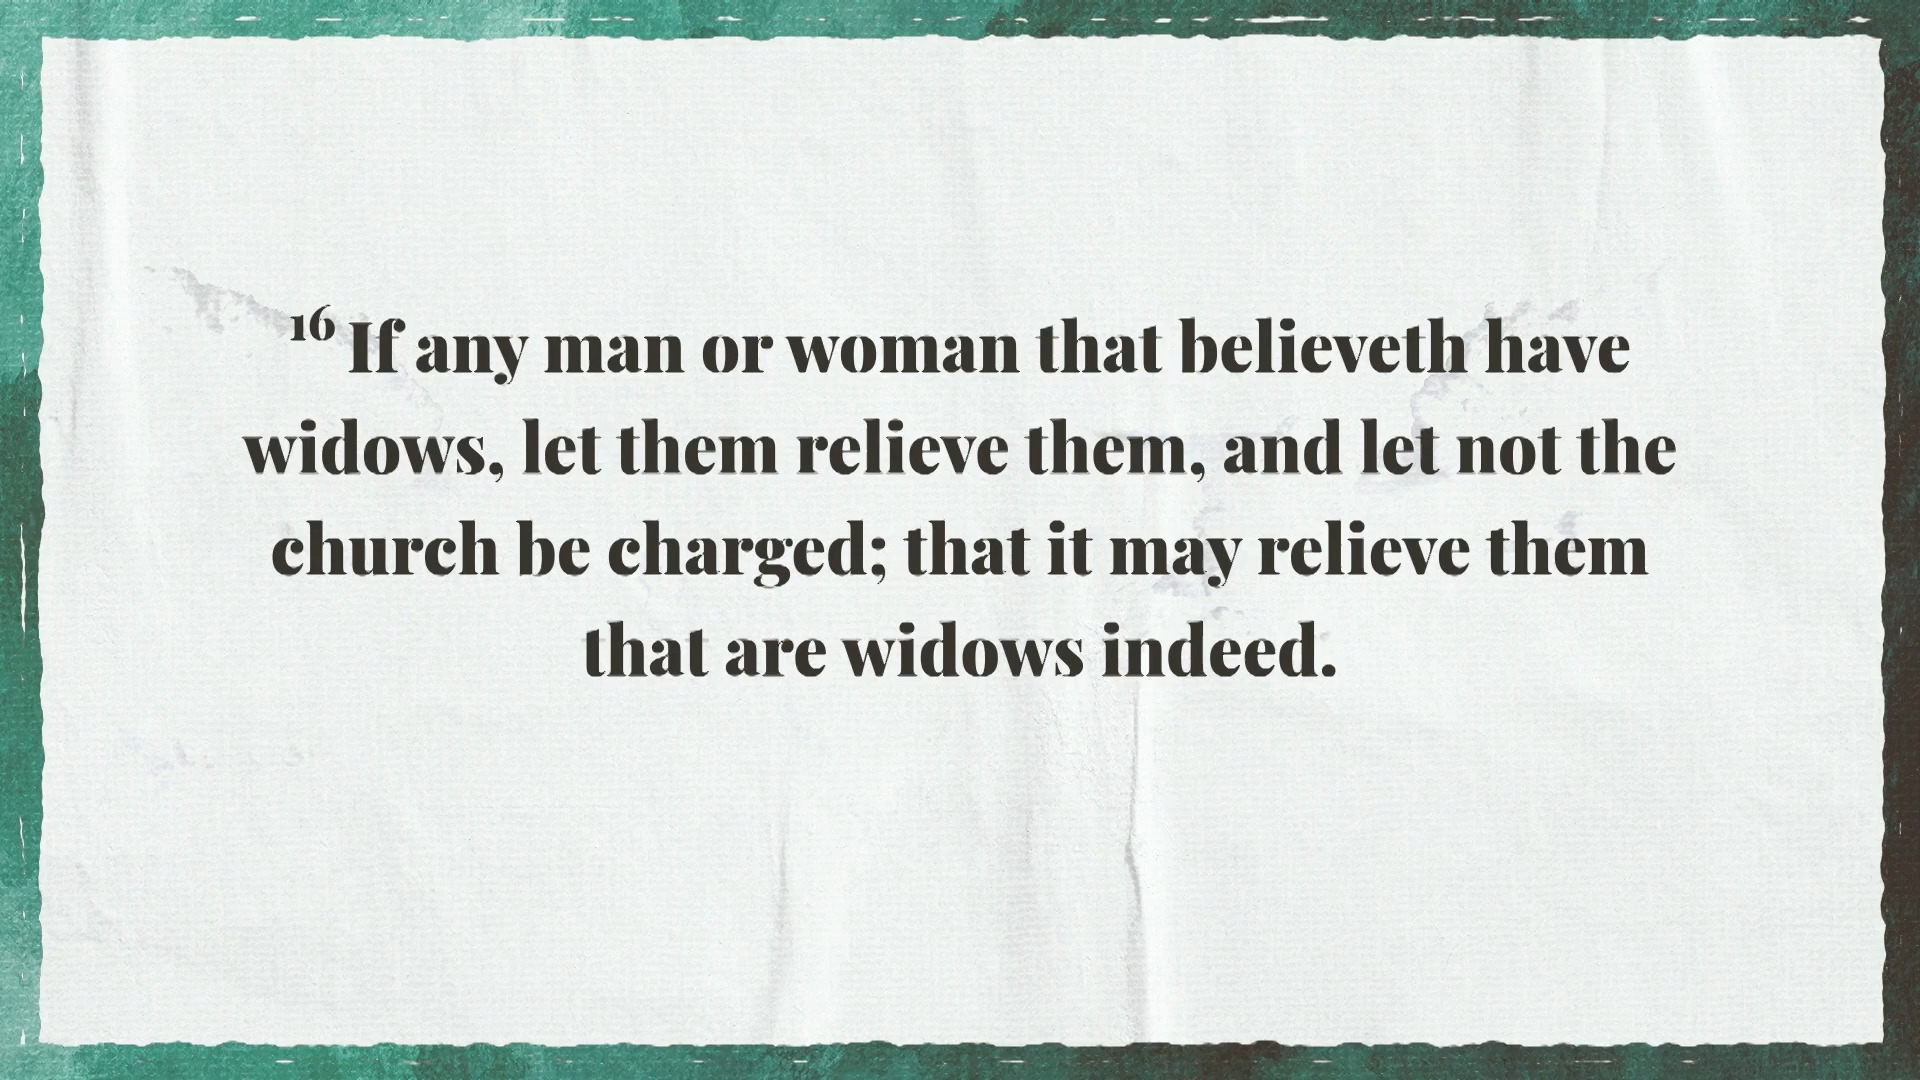 16 If any man or woman that believeth have
widows, let them relieve them, and let not the
church be charged; that it may relieve them
that are widows indeed.